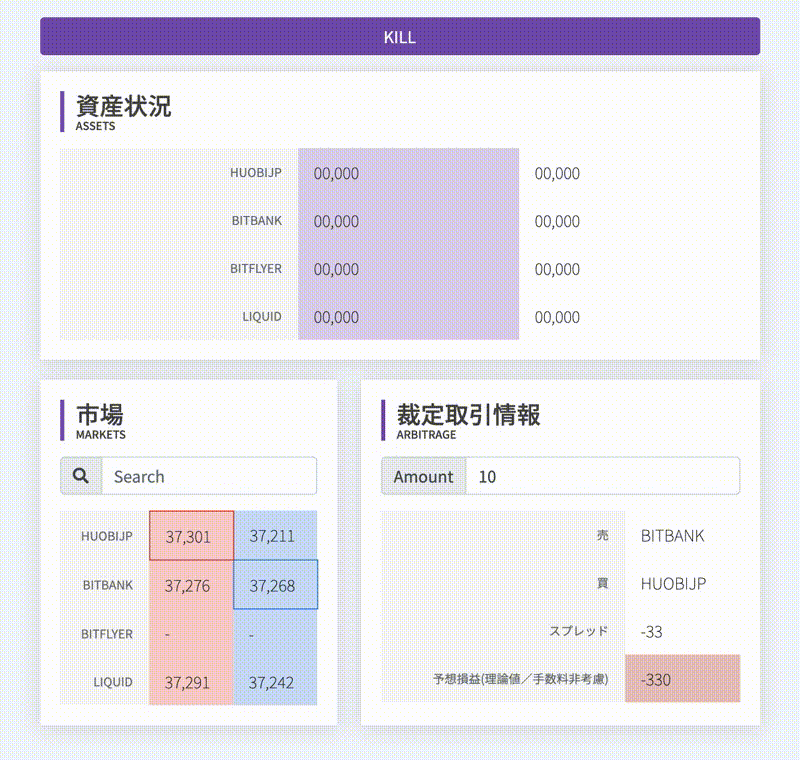 KILL
資産状況
ASSETS
HUOBIJP 00,000 00,000
BITBANK 00,000 00,000
BITFLYER 00,000 00,000
LIQUID 00,000 00,000
市場
MARKETS
Search
HUOBIJP 37,301 37,211
BITBANK 37,276 37,268
BITFLYER - -
LIQUID 37,291 37,242
裁定取引情報
ARBITRAGE
Amount 10
売 BITBANK
買 HUOBIJP
スプレッド -33
予想損益(理論値／手数料非考慮) -330